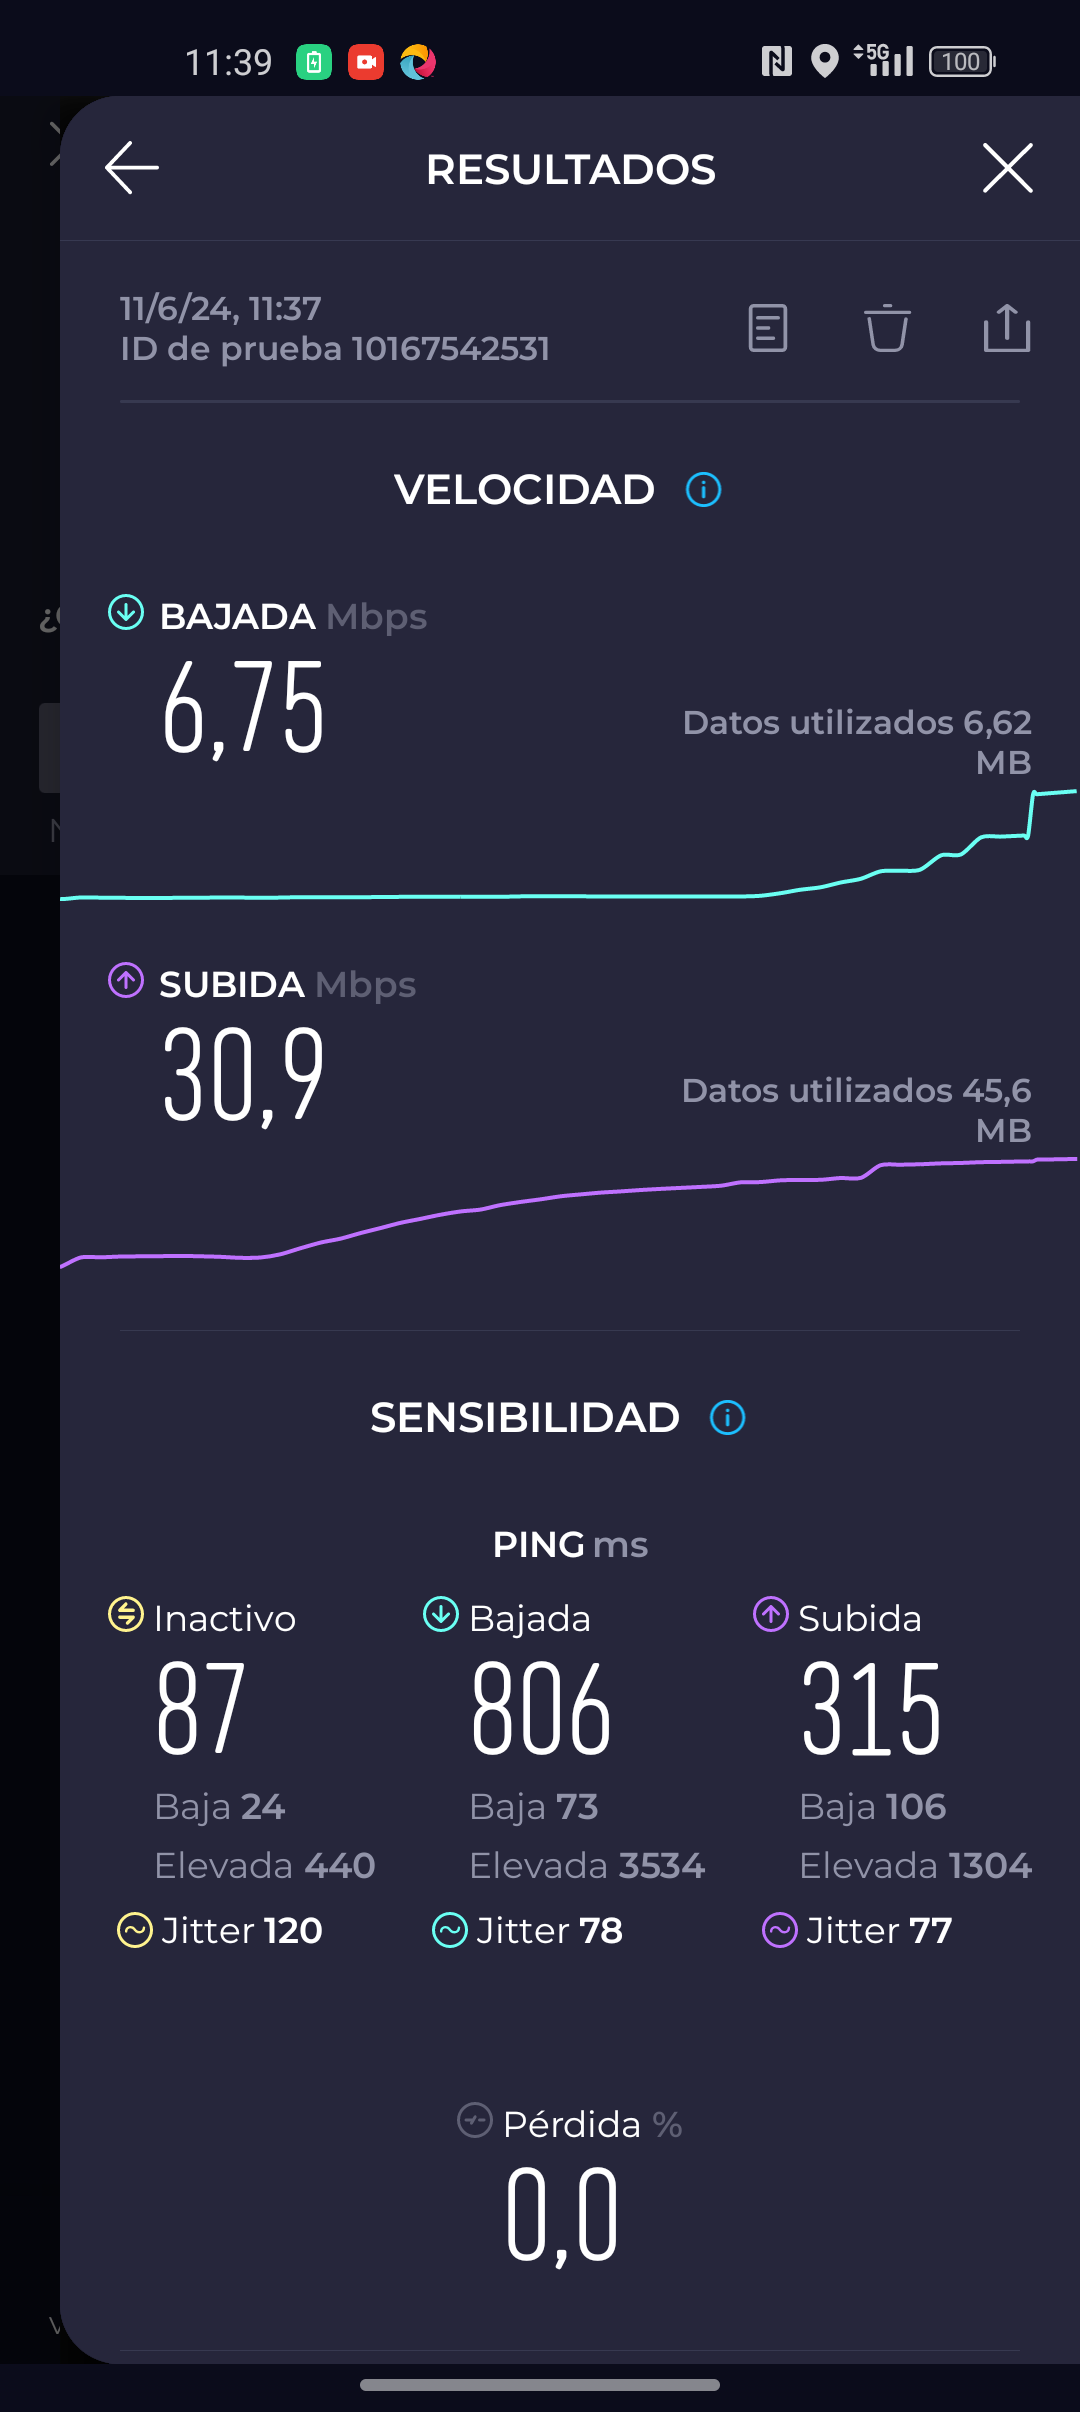 11:39
5G
100
RESULTADOS
11/6/24, 11:37
ID de prueba 10167542531
VELOCIDAD
BAJADA Mbps
6,75
Datos utilizados 6,62
MB
SUBIDA Mbps
30,9
Datos utilizados 45,6
MB
SENSIBILIDAD
PING ms
Inactivo Bajada Subida
87 806 315
Baja 24 Baja 73 Baja 106
Elevada 440 Elevada 3534 Elevada 1304
Jitter 120 Jitter 78 Jitter 77
Pérdida %
0,0